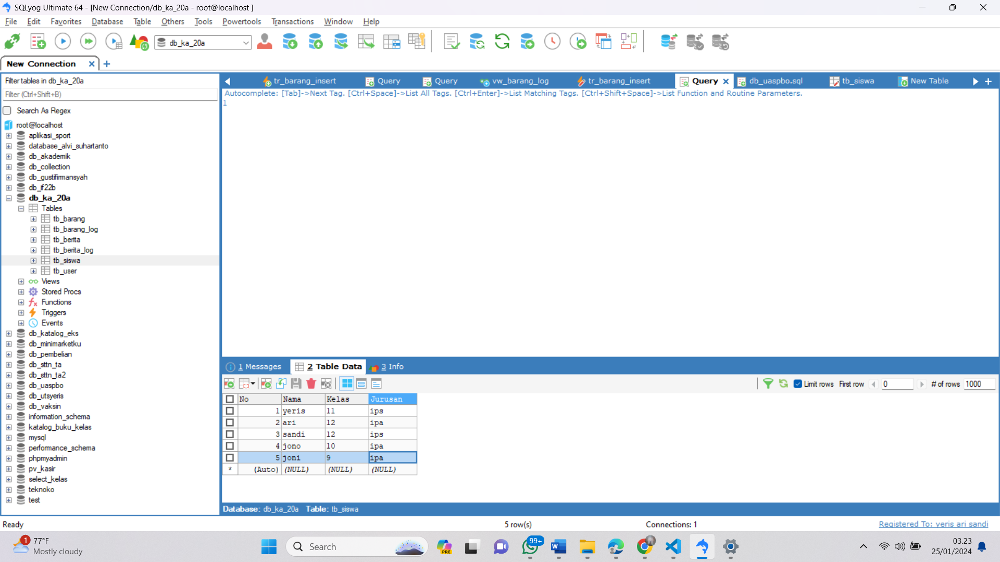 SQLyog Ultimate 64 - [New Connection/db_ka_20a - root@localhost ]
File Edit Favorites Database Table Others Tools Powertools Transactions Window Help
db_ka_20a
New Connection
Filter tables in db_ka_20a
Filter (Ctrl+Shift+B)
Search As Regex
root@localhost
aplikasi_sport
database_alvi_suhartanto
db_akademik
db_collection
db_gustifirmansyah
db_if22b
db_ka_20a
Tables
tb_barang
tb_barang_log
tb_berita
tb_berita_log
tb_siswa
tb_user
Views
Stored Procs
Functions
Triggers
Events
db_katalog_eks
db_minimarketku
db_pembelian
db_sttn_ta
db_sttn_ta2
db_uaspbo
db_utsyeris
db_vaksin
information_schema
katalog_buku_kelas
mysql
performance_schema
phpmyadmin
pv_kasir
select_kelas
teknoko
test
tr_barang_insert Query Query vw_barang_log tr_barang_insert Query db_uaspbo.sql tb_siswa New Table
Autocomplete: [Tab]->Next Tag. [Ctrl+Space]->List All Tags. [Ctrl+Enter]->List Matching Tags. [Ctrl+Shift+Space]->List Function and Routine Parameters.
1
1 Messages 2 Table Data 3 Info
Limit rows First row 0 # of rows 1000
No Nama Kelas Jurusan
1 yeris 11 ips
2 ari 12 ipa
3 sandi 12 ips
4 jono 10 ipa
5 joni 9 ipa
* (Auto) (NULL) (NULL) (NULL)
Database: db_ka_20a Table: tb_siswa
Ready 5 row(s) Connections: 1 Registered To: yeris ari sandi
1
77°F
Mostly cloudy
Search
PRE
99+
03.23
25/01/2024